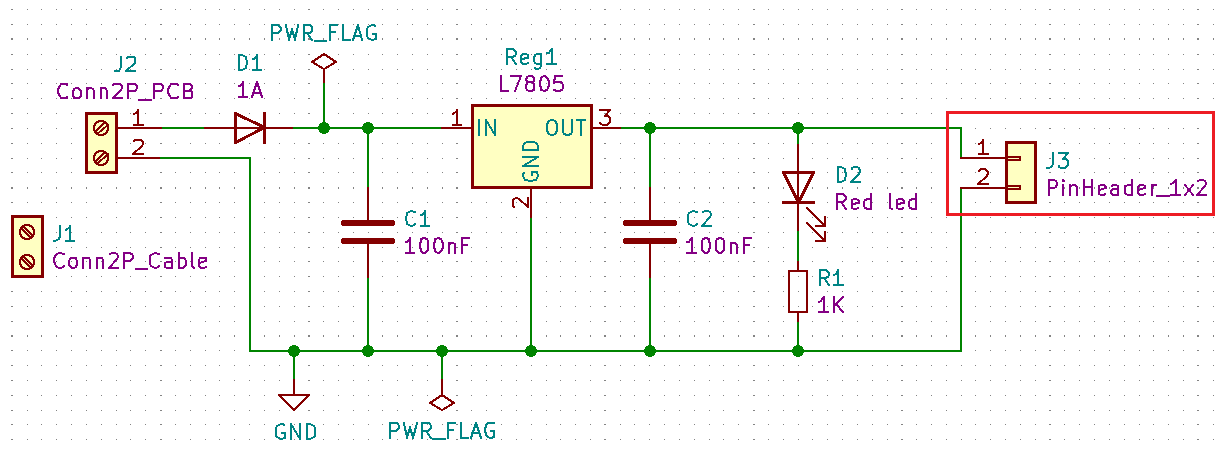 PWR_FLAG
J2
Conn2P_PCB
1
2
D1
1A
Reg1
L7805
1
IN
OUT
3
GND
2
J1
Conn2P_Cable
C1
100nF
C2
100nF
D2
Red led
R1
1K
1
2
J3
PinHeader_1x2
GND
PWR_FLAG